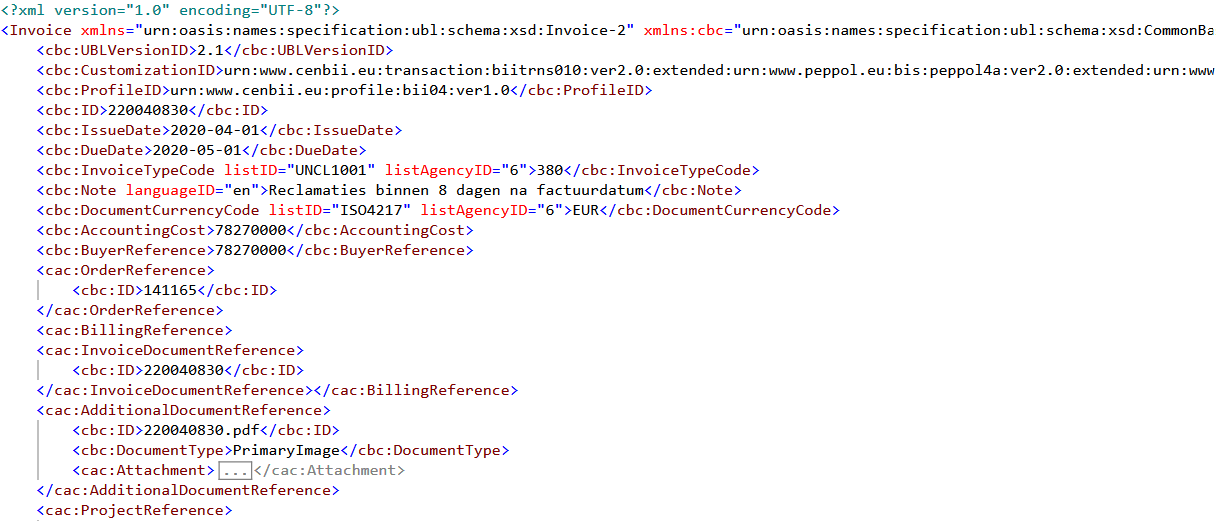 <?xml version="1.0" encoding="UTF-8"?>
<Invoice xmlns="urn:oasis:names:specification:ubl:schema:xsd:Invoice-2" xmlns:cbc="urn:oasis:names:specification:ubl:schema:xsd:CommonBa
<cbc:UBLVersionID>2.1</cbc:UBLVersionID>
<cbc:CustomizationID>urn:www.cenbii.eu:transaction:biitrns010:ver2.0:extended:urn:www.peppol.eu:bis:peppol4a:ver2.0:extended:urn:www
<cbc:ProfileID>urn:www.cenbii.eu:profile:bii04:ver1.0</cbc:ProfileID>
<cbc:ID>220040830</cbc:ID>
<cbc:IssueDate>2020-04-01</cbc:IssueDate>
<cbc:DueDate>2020-05-01</cbc:DueDate>
<cbc:InvoiceTypeCode listID="UNCL1001" listAgencyID="6">380</cbc:InvoiceTypeCode>
<cbc:Note languageID="en">Reclamaties binnen 8 dagen na factuurdatum</cbc:Note>
<cbc:DocumentCurrencyCode listID="ISO4217" listAgencyID="6">EUR</cbc:DocumentCurrencyCode>
<cbc:AccountingCost>78270000</cbc:AccountingCost>
<cbc:BuyerReference>78270000</cbc:BuyerReference>
<cac:OrderReference>
<cbc:ID>141165</cbc:ID>
</cac:OrderReference>
<cac:BillingReference>
<cac:InvoiceDocumentReference>
<cbc:ID>220040830</cbc:ID>
</cac:InvoiceDocumentReference></cac:BillingReference>
<cac:AdditionalDocumentReference>
<cbc:ID>220040830.pdf</cbc:ID>
<cbc:DocumentType>PrimaryImage</cbc:DocumentType>
<cac:Attachment>...</cac:Attachment>
</cac:AdditionalDocumentReference>
<cac:ProjectReference>